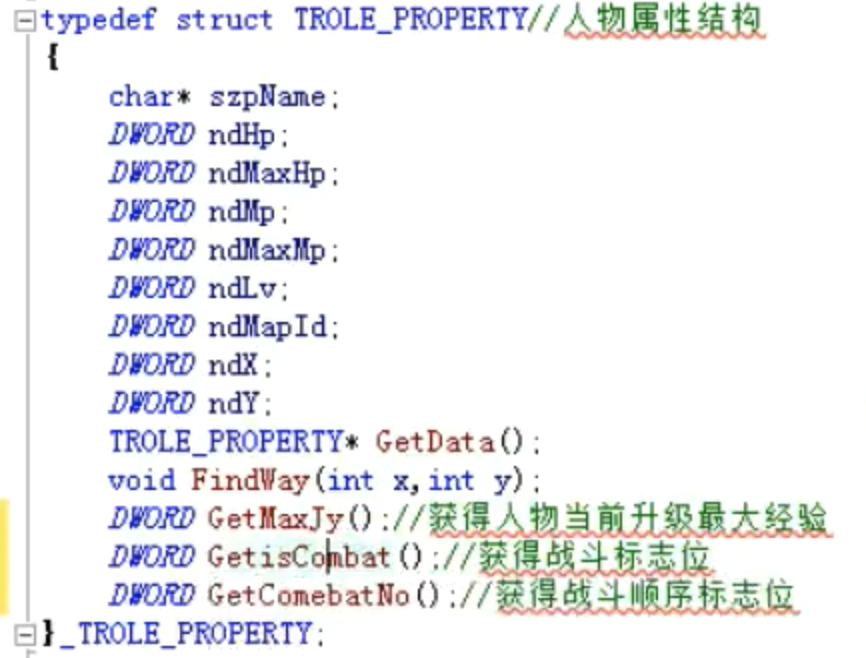 typedef struct TROLE_PROPERTY//人物属性结构
{
char* szpName;
DWORD ndHp;
DWORD ndMaxHp;
DWORD ndMp;
DWORD ndMaxMp;
DWORD ndLv;
DWORD ndMapId;
DWORD ndX;
DWORD ndY;
TROLE_PROPERTY* GetData();
void FindWay(int x,int y);
DWORD GetMaxJy();//获得人物当前升级最大经验
DWORD GetisCombat();//获得战斗标志位
DWORD GetComebatNo();//获得战斗顺序标志位
}_TROLE_PROPERTY;